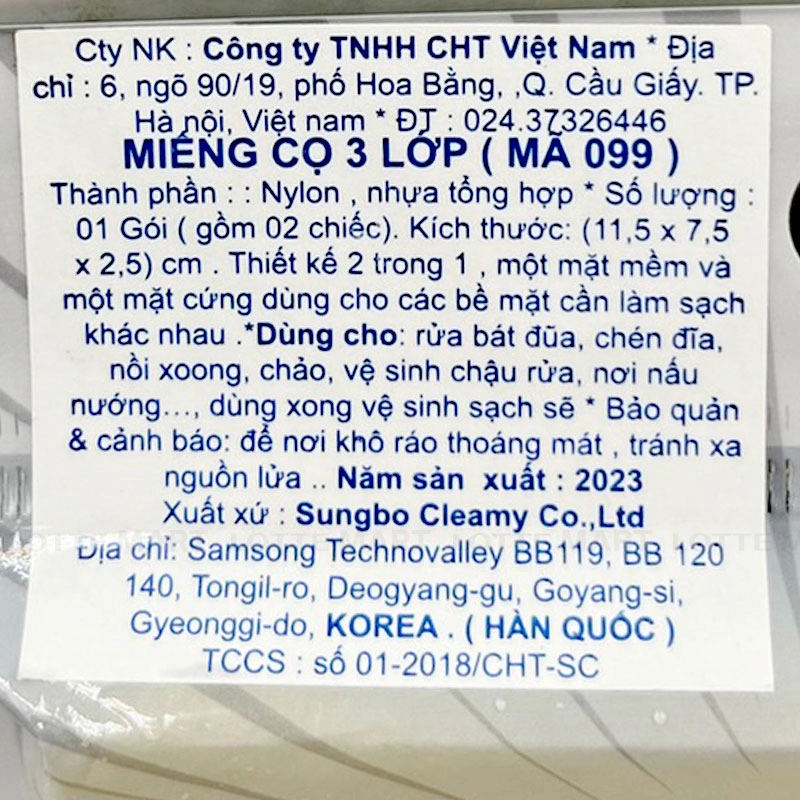 Cty NK : Công ty TNHH CHT Việt Nam * Địa
chỉ : 6, ngõ 90/19, phố Hoa Bằng, ,Q. Cầu Giấy. TP.
Hà nội, Việt nam * ĐT : 024.37326446
MIẾNG CỌ 3 LỚP ( MÃ 099 )
Thành phần : : Nylon , nhựa tổng hợp * Số lượng :
01 Gói ( gồm 02 chiếc). Kích thước: (11,5 x 7,5
x 2,5) cm . Thiết kế 2 trong 1 , một mặt mềm và
một mặt cứng dùng cho các bề mặt cần làm sạch
khác nhau .*Dùng cho: rửa bát đũa, chén đĩa,
nồi xoong, chảo, vệ sinh chậu rửa, nơi nấu
nướng..., dùng xong vệ sinh sạch sẽ * Bảo quản
& cảnh báo: để nơi khô ráo thoáng mát , tránh xa
nguồn lửa .. Năm sản xuất : 2023
Xuất xứ : Sungbo Cleamy Co.,Ltd
LOTTE MART LOTTE MART LOTTE
Địa chỉ: Samsong Technovalley BB119, BB 120
140, Tongil-ro, Deogyang-gu, Goyang-si,
Gyeonggi-do, KOREA . ( HÀN QUỐC )
TCCS : số 01-2018/CHT-SC